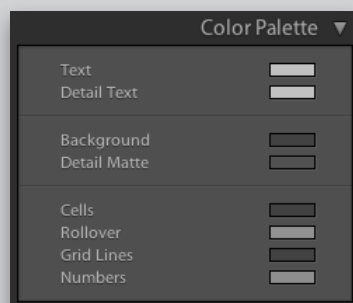 Color Palette
Text
Detail Text
Background
Detail Matte
Cells
Rollover
Grid Lines
Numbers